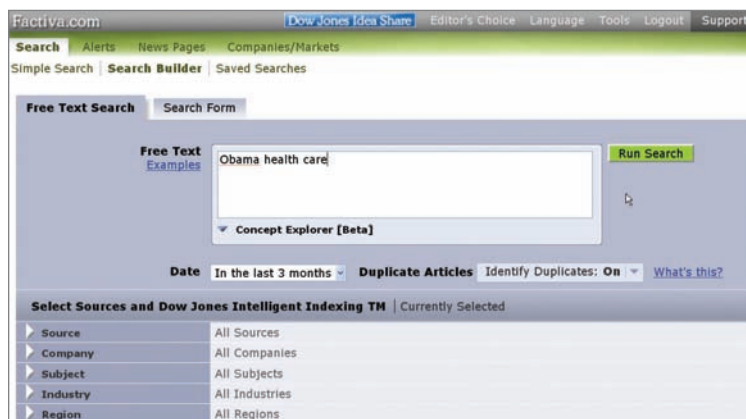 Factiva.com Dow Jones Idea Share Editor's Choice Language Tools Logout Support
Search Alerts News Pages Companies/Markets
Simple Search | Search Builder | Saved Searches
Free Text Search Search Form
Free Text Obama health care Run Search
Examples
Concept Explorer [Beta]
Date In the last 3 months Duplicate Articles Identify Duplicates: On What's this?
Select Sources and Dow Jones Intelligent Indexing TM | Currently Selected
Source All Sources
Company All Companies
Subject All Subjects
Industry All Industries
Region All Regions